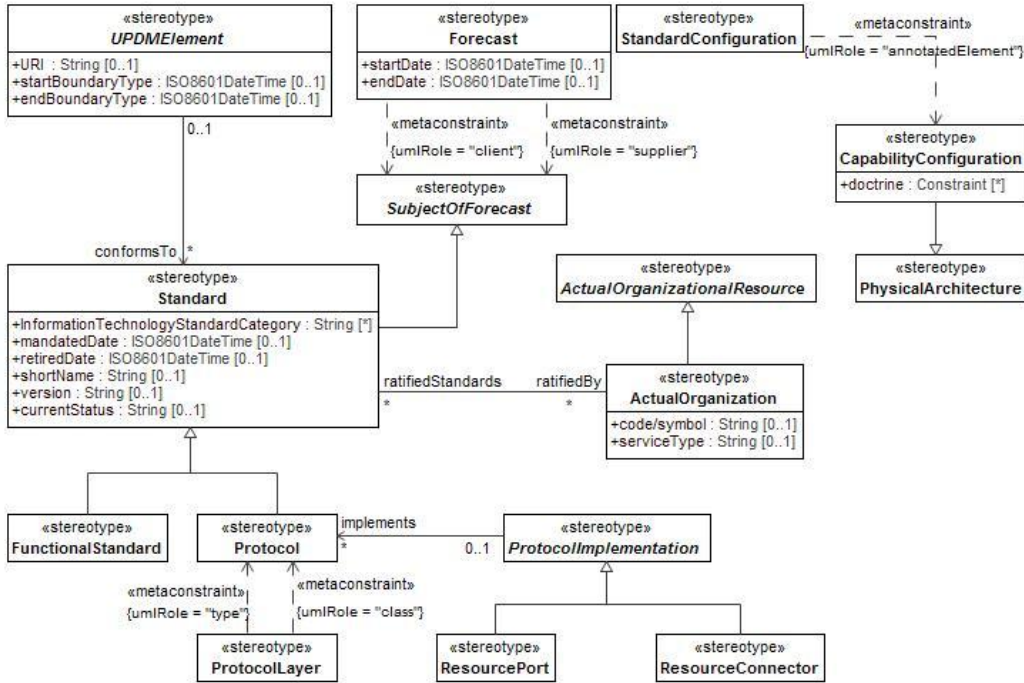 «stereotype»
UPDMElement
+URI : String [0..1]
+startBoundaryType : ISO8601DateTime [0..1]
+endBoundaryType : ISO8601DateTime [0..1]
«stereotype»
Forecast
+startDate : ISO8601DateTime [0..1]
+endDate : ISO8601DateTime [0..1]
«stereotype»
StandardConfiguration
«metaconstraint»
{umlRole = "annotatedElement"}
0..1
«metaconstraint»
{umlRole = "client"}
«metaconstraint»
{umlRole = "supplier"}
«stereotype»
CapabilityConfiguration
+doctrine : Constraint [*]
«stereotype»
SubjectOfForecast
conformsTo
*
«stereotype»
Standard
+InformationTechnologyStandardCategory : String [*]
+mandatedDate : ISO8601DateTime [0..1]
+retiredDate : ISO8601DateTime [0..1]
+shortName : String [0..1]
+version : String [0..1]
+currentStatus : String [0..1]
«stereotype»
ActualOrganizationalResource
«stereotype»
PhysicalArchitecture
ratifiedStandards
*
ratifiedBy
*
«stereotype»
ActualOrganization
+code/symbol : String [0..1]
+serviceType : String [0..1]
«stereotype»
FunctionalStandard
«stereotype»
Protocol
implements
*
0..1
«stereotype»
ProtocolImplementation
«metaconstraint»
{umlRole = "type"}
«metaconstraint»
{umlRole = "class"}
«stereotype»
ProtocolLayer
«stereotype»
ResourcePort
«stereotype»
ResourceConnector